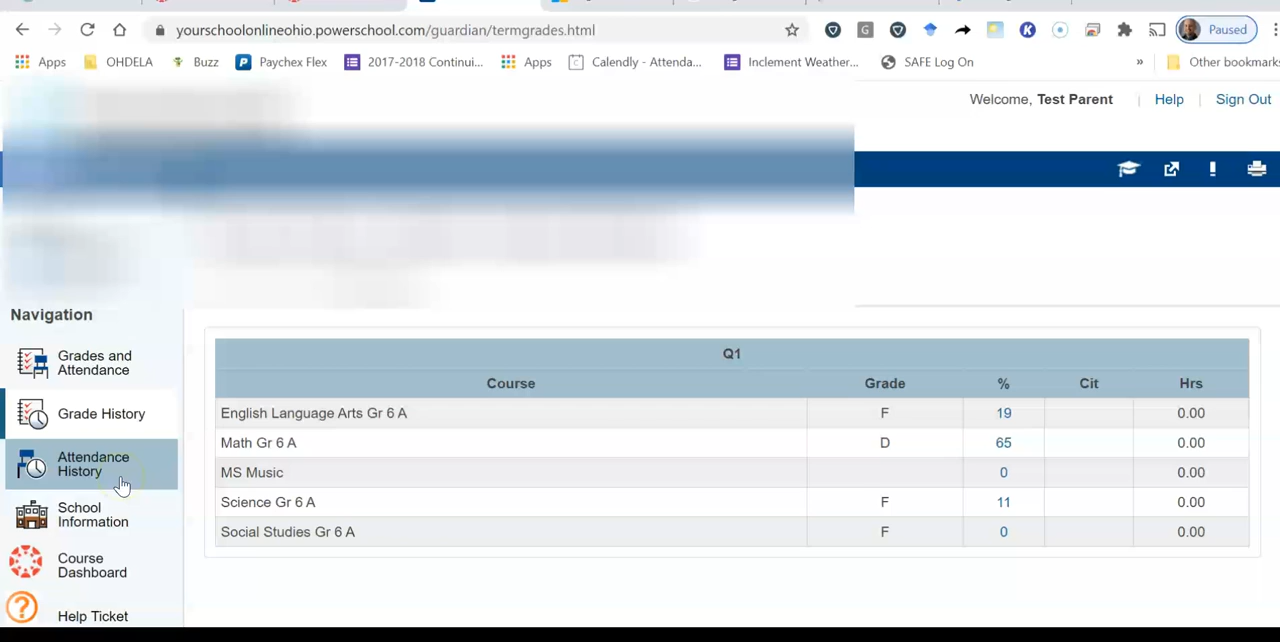 yourschoolonlineohio.powerschool.com/guardian/termgrades.html
Paused
Apps OHDELA Buzz Paychex Flex 2017-2018 Continui... Apps Calendly - Attenda... Inclement Weather... SAFE Log On » Other bookmarks
Welcome, Test Parent | Help | Sign Out
Navigation
Grades and
Attendance
Grade History
Attendance
History
School
Information
Course
Dashboard
Help Ticket
Q1
Course Grade % Cit Hrs
English Language Arts Gr 6 A F 19 0.00
Math Gr 6 A D 65 0.00
MS Music 0 0.00
Science Gr 6 A F 11 0.00
Social Studies Gr 6 A F 0 0.00